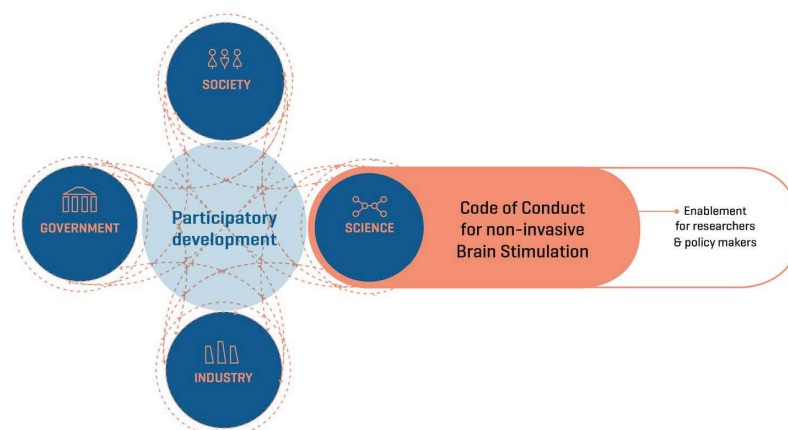 SOCIETY
GOVERNMENT
Participatory
development
SCIENCE
Code of Conduct
for non-invasive
Brain Stimulation
Enablement
for researchers
& policy makers
INDUSTRY